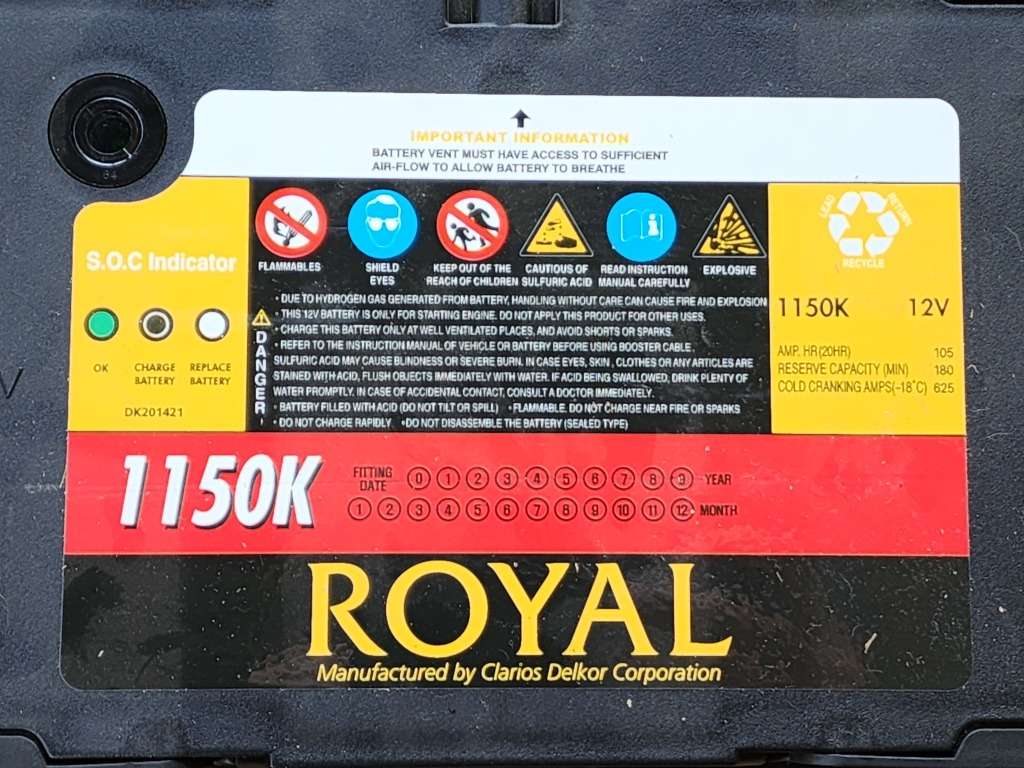 64
IMPORTANT INFORMATION
BATTERY VENT MUST HAVE ACCESS TO SUFFICIENT
AIR-FLOW TO ALLOW BATTERY TO BREATHE
S.O.C Indicator
OK
CHARGE BATTERY
REPLACE BATTERY
DK201421
FLAMMABLES
SHIELD EYES
KEEP OUT OF THE REACH OF CHILDREN
CAUTIOUS OF SULFURIC ACID
READ INSTRUCTION MANUAL CAREFULLY
EXPLOSIVE
DANGER
• DUE TO HYDROGEN GAS GENERATED FROM BATTERY, HANDLING WITHOUT CARE CAN CAUSE FIRE AND EXPLOSION
• THIS 12V BATTERY IS ONLY FOR STARTING ENGINE. DO NOT APPLY THIS PRODUCT FOR OTHER USES.
• CHARGE THIS BATTERY ONLY AT WELL VENTILATED PLACES, AND AVOID SHORTS OR SPARKS.
• REFER TO THE INSTRUCTION MANUAL OF VEHICLE OR BATTERY BEFORE USING BOOSTER CABLE.
SULFURIC ACID MAY CAUSE BLINDNESS OR SEVERE BURN. IN CASE EYES, SKIN, CLOTHES OR ANY ARTICLES ARE
STAINED WITH ACID, FLUSH OBJECTS IMMEDIATELY WITH WATER. IF ACID BEING SWALLOWED, DRINK PLENTY OF
WATER PROMPTLY. IN CASE OF ACCIDENTAL CONTACT, CONSULT A DOCTOR IMMEDIATELY.
• BATTERY FILLED WITH ACID (DO NOT TILT OR SPILL) • FLAMMABLE. DO NOT CHARGE NEAR FIRE OR SPARKS
• DO NOT CHARGE RAPIDLY • DO NOT DISASSEMBLE THE BATTERY (SEALED TYPE)
LEAD RETURN
RECYCLE
1150K 12V
AMP. HR(20HR) 105
RESERVE CAPACITY (MIN) 180
COLD CRANKING AMPS(-18˚C) 625
1150K
FITTING DATE
0 1 2 3 4 5 6 7 8 9 YEAR
1 2 3 4 5 6 7 8 9 10 11 12 MONTH
ROYAL
Manufactured by Clarios Delkor Corporation